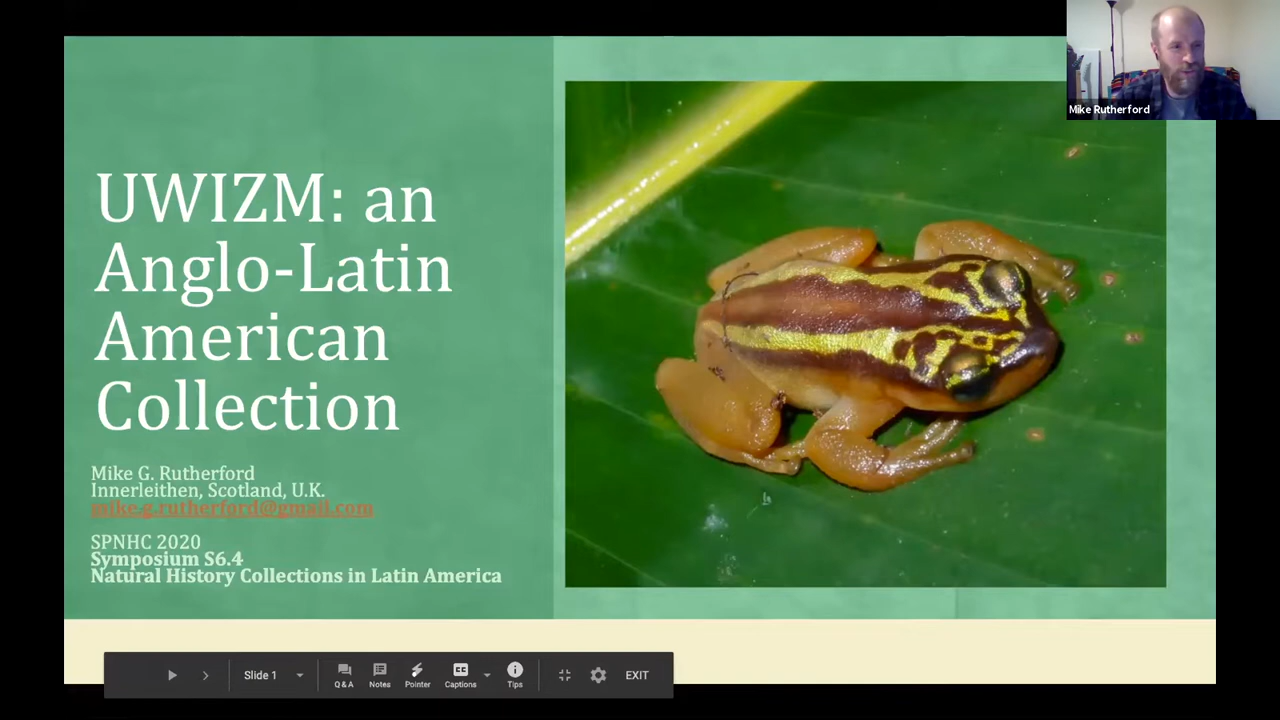 Mike Rutherford
UWIZM: an
Anglo-Latin
American
Collection
Mike G. Rutherford
Innerleithen, Scotland, U.K.
mike.g.rutherford@gmail.com
SPNHC 2020
Symposium S6.4
Natural History Collections in Latin America
Slide 1
Q&A
Notes
Pointer
CC
Captions
Tips
EXIT